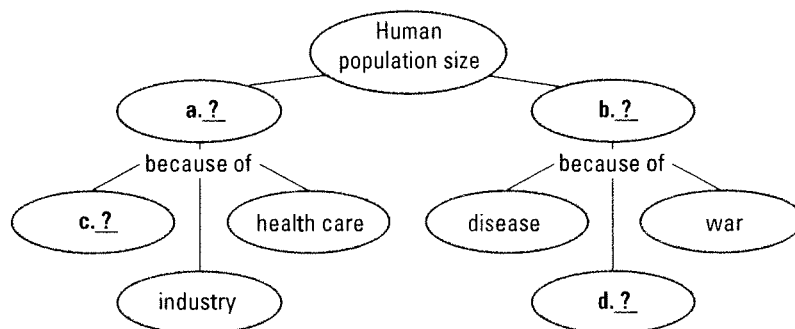 Human
population size
a. ?
b. ?
because of
because of
c. ?
health care
disease
war
industry
d. ?